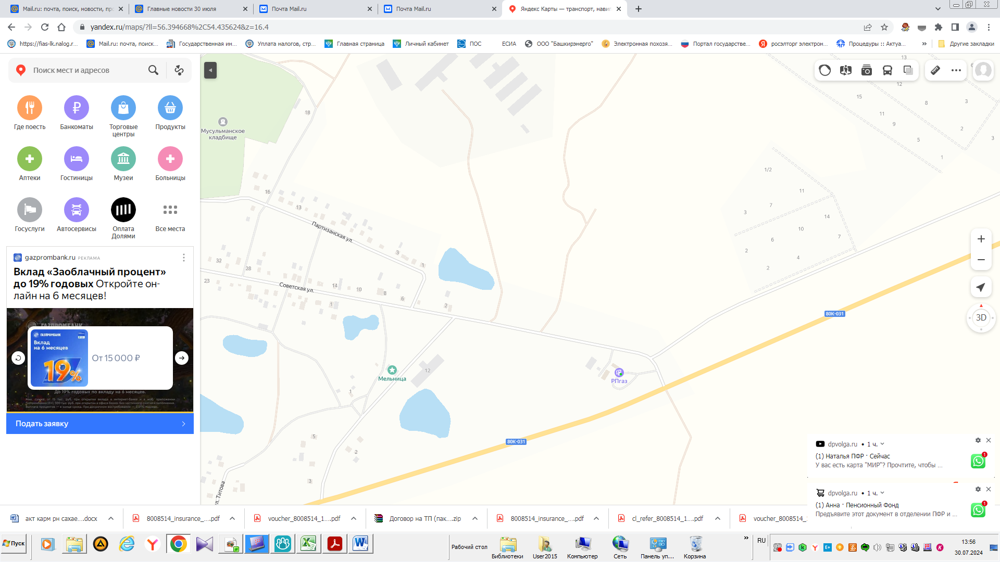 Mail.ru: почта, поиск, новости, пр
Главные новости 30 июля
Почта Mail.ru
Почта Mail.ru
Яндекс Карты — транспорт, навиг
yandex.ru/maps/?ll=56.394668%2C54.435624&z=16.4
https://fias-lk.nalog.r...
Mail.ru: почта, поиск...
Государственная ин...
Уплата налогов, стр...
Главная страница
Личный кабинет
ПОС
ЕСИА
ООО "Башкирэнерго"
Электронная похозя...
Портал государстве...
росэлторг электрон...
Процедуры :: Актуа...
»
Другие закладки
Поиск мест и адресов
Где поесть
Банкоматы
Торговые центры
Продукты
Аптеки
Гостиницы
Музеи
Больницы
Госуслуги
Автосервисы
Оплата Долями
Все места
gazprombank.ru РЕКЛАМА
Вклад «Заоблачный процент»
до 19% годовых Откройте он-
лайн на 6 месяцев!
ГАЗПРОМБАНК
ГАЗПРОМБАНК
Вклад
на 6 месяцев
19%
От 15 000 ₽
До 19% годовых по вкладу на 6 месяцев.
Подать заявку
Мусульманское
кладбище
18
16
13
Партизанская ул.
3
1
32
28
23
Советская ул.
14
10
8
6
1
2
Мельница
12
1
5
2
3
ул. Титова
РПгаз
80К-031
80К-031
13
6
12
15
3
8
11
9
2
5
3
1
1/2
11
7
3
14
10
7
6
2
4
2
3D
dpvolga.ru • 1 ч.
(1) Наталья ПФР · Сейчас
У вас есть карта "МИР"? Прочтите, чтобы ...
1
dpvolga.ru • 1 ч.
(1) Анна · Пенсионный Фонд
Предъявите этот документ в отделении ПФР и ...
1
акт карм рн сахае....docx
8008514_insurance_....pdf
voucher_8008514_1....pdf
Договор на ТП (пак....zip
8008514_insurance_....pdf
cl_refer_8008514_1....pdf
voucher_8008514_
Пуск
Рабочий стол
Библиотеки
User2015
Компьютер
Сеть
Панель уп...
Корзина
»
RU
13:56
30.07.2024